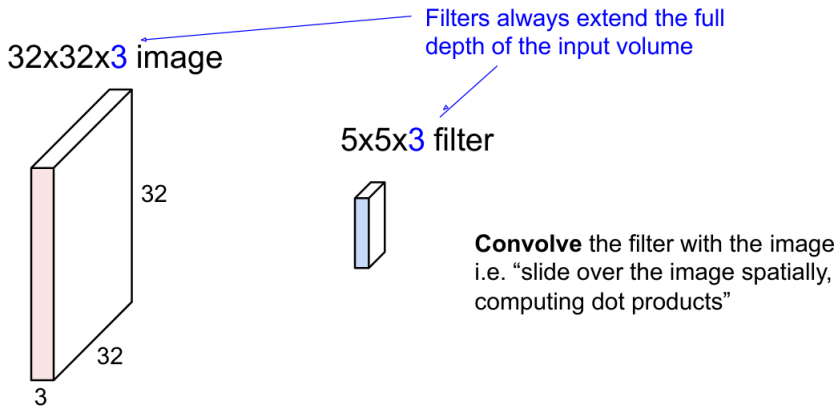 Filters always extend the full
depth of the input volume
32x32x3 image
5x5x3 filter
32
32
3
Convolve the filter with the image
i.e. “slide over the image spatially,
computing dot products”